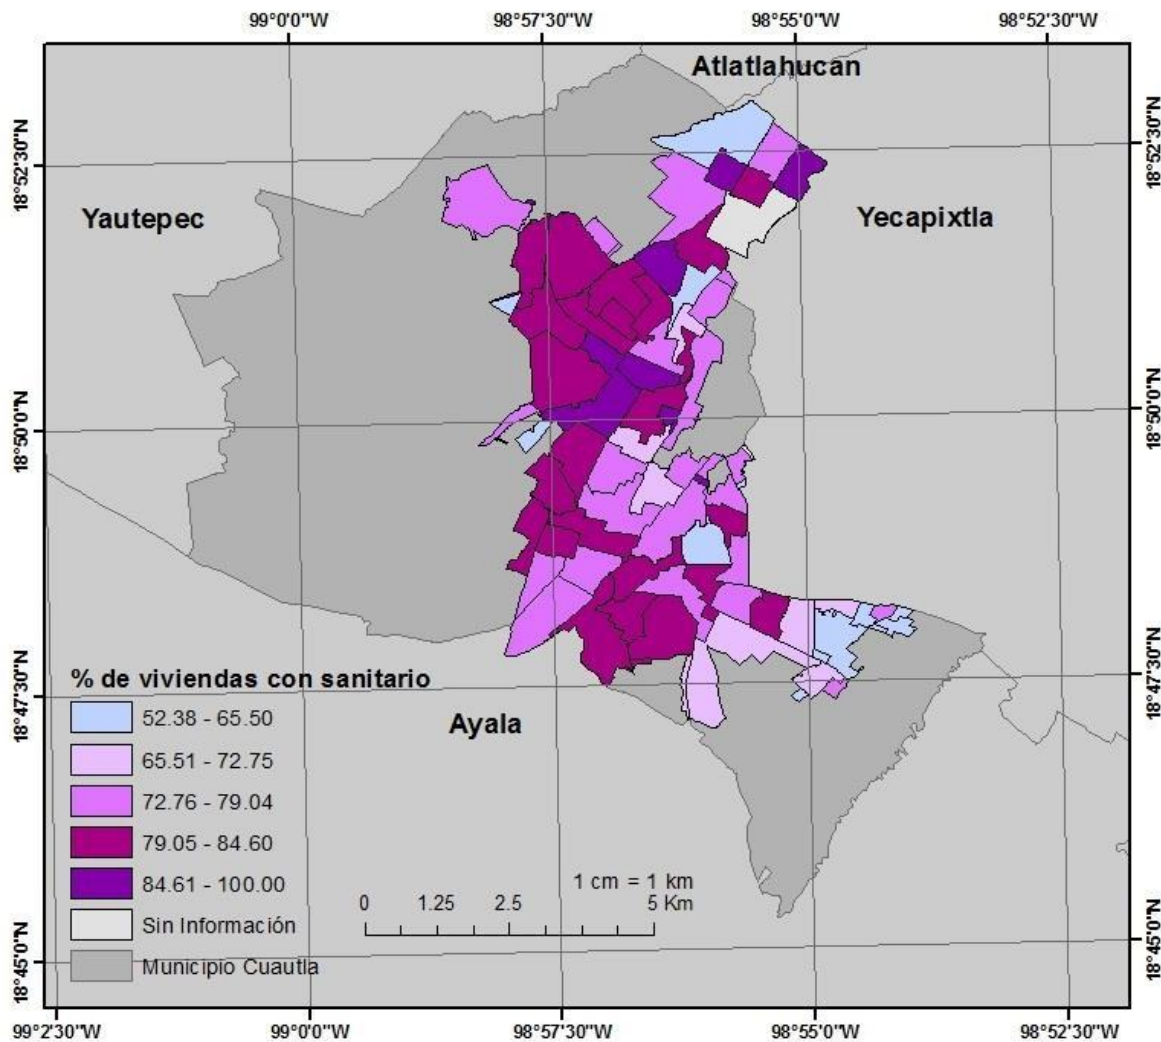 99°0'0"W 98°57'30"W 98°55'0"W 98°52'30"W
Atlatlahucan
18°52'30"N
18°52'30"N
Yautepec
Yecapixtla
18°50'0"N
18°50'0"N
18°47'30"N
18°47'30"N
Ayala
% de viviendas con sanitario
52.38 - 65.50
65.51 - 72.75
72.76 - 79.04
79.05 - 84.60
84.61 - 100.00
Sin Información
Municipio Cuautla
1 cm = 1 km
0 1.25 2.5 5 Km
18°45'0"N
18°45'0"N
99°2'30"W 99°0'0"W 98°57'30"W 98°55'0"W 98°52'30"W